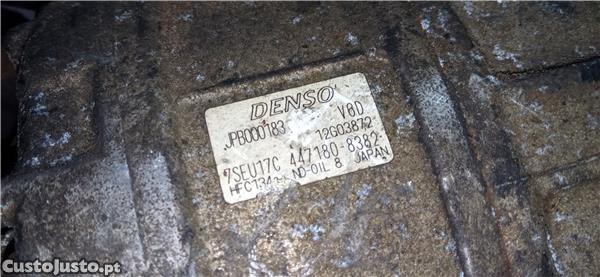 DENSO
JPB000183 V8D
12G03872
7SEU17C 447180-8382
HFC134a ND-OIL 8 JAPAN
CustoJusto.pt